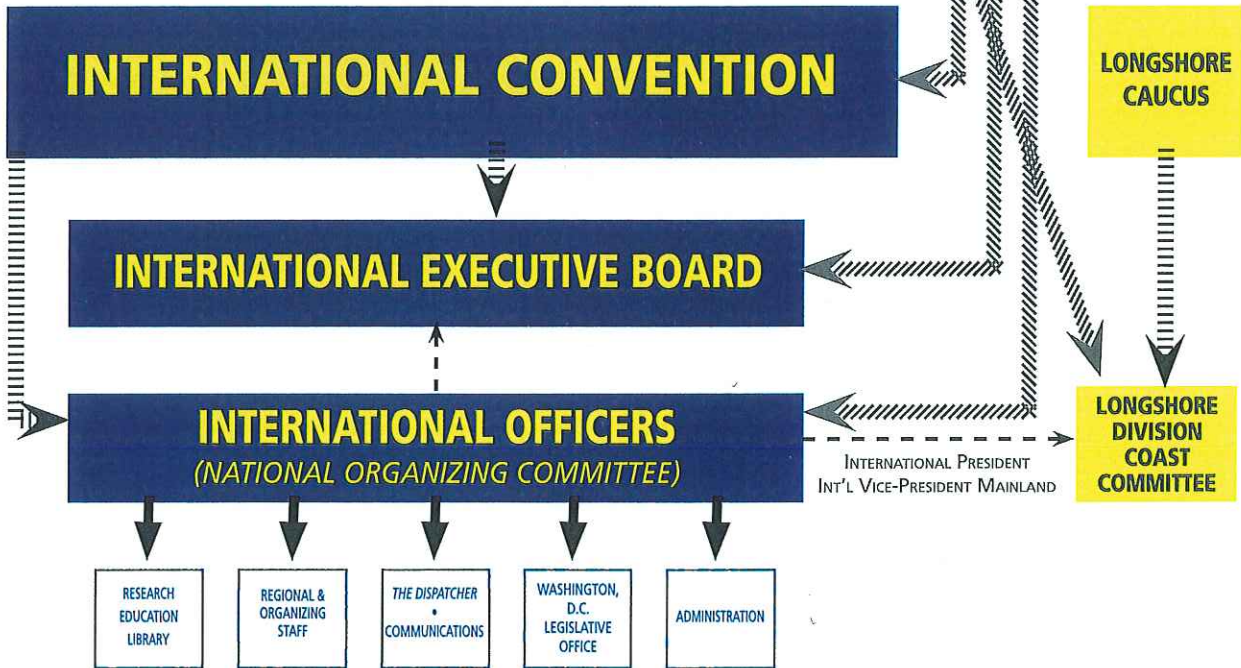 INTERNATIONAL CONVENTION
LONGSHORE
CAUCUS
INTERNATIONAL EXECUTIVE BOARD
INTERNATIONAL OFFICERS
(NATIONAL ORGANIZING COMMITTEE)
INTERNATIONAL PRESIDENT
INT'L VICE-PRESIDENT MAINLAND
LONGSHORE
DIVISION
COAST
COMMITTEE
RESEARCH
EDUCATION
LIBRARY
REGIONAL &
ORGANIZING
STAFF
THE DISPATCHER
•
COMMUNICATIONS
WASHINGTON,
D.C.
LEGISLATIVE
OFFICE
ADMINISTRATION